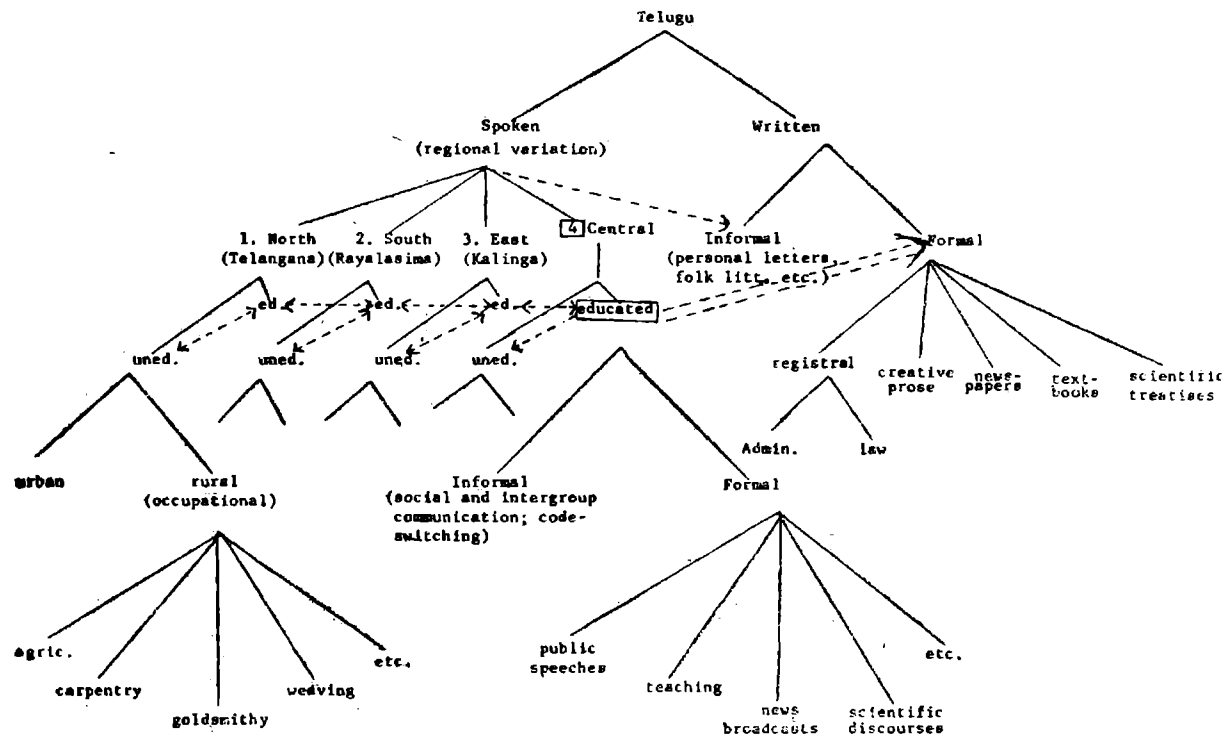 Telugu
Spoken
(regional variation)
Written
1. North
(Telangana)
2. South
(Rayalasima)
3. East
(Kalinga)
4 Central
Informal
(personal letters,
folk litt. etc.)
Formal
ed.
ed.
ed.
educated
uned.
uned.
uned.
uned.
registral
creative
prose
news-
papers
text-
books
scientific
treatises
Admin.
law
urban
rural
(occupational)
Informal
(social and intergroup
communication; code-
switching)
Formal
agric.
carpentry
goldsmithy
weaving
etc.
public
speeches
teaching
news
broadcasts
scientific
discourses
etc.